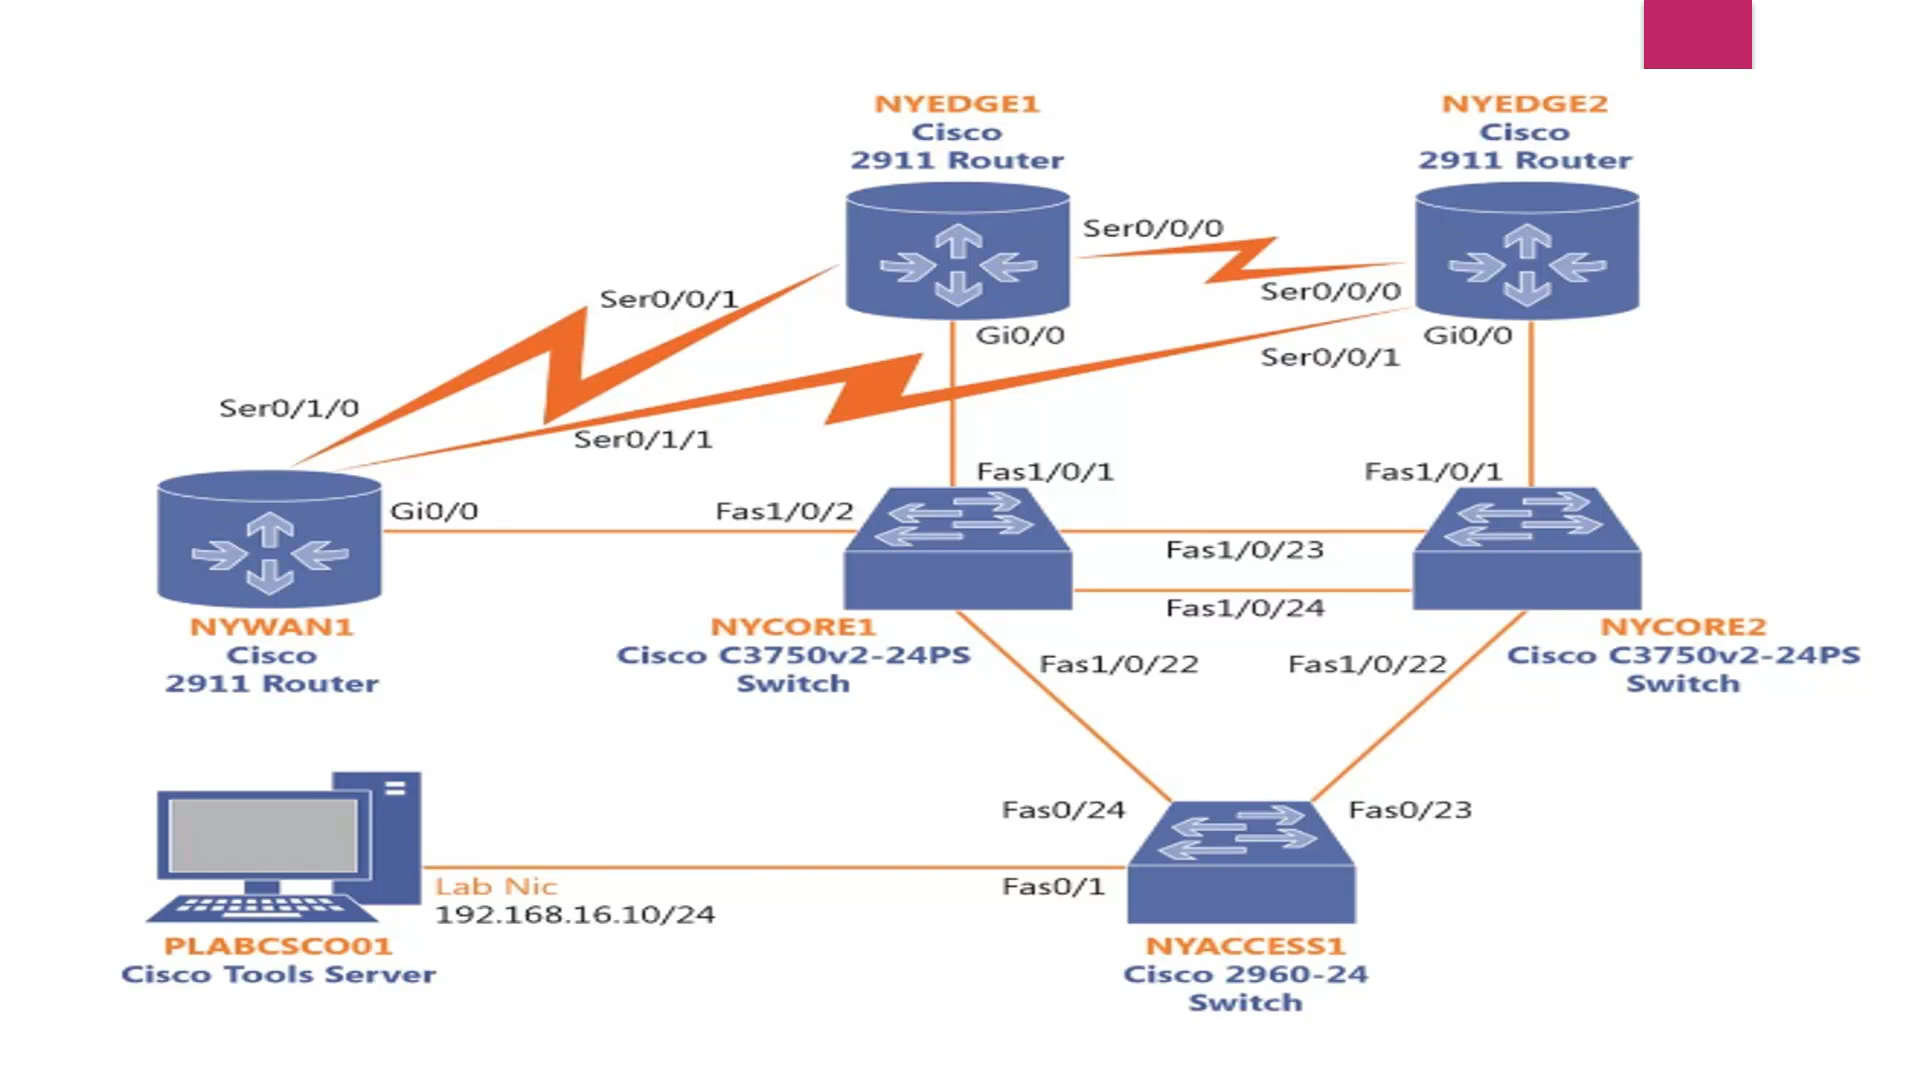 NYEDGE1
Cisco
2911 Router
NYEDGE2
Cisco
2911 Router
Ser0/0/0
Ser0/0/0
Ser0/0/1
Gi0/0
Gi0/0
Ser0/0/1
Ser0/1/0
Ser0/1/1
Fas1/0/1
Fas1/0/1
Gi0/0
Fas1/0/2
Fas1/0/23
Fas1/0/24
NYWAN1
Cisco
2911 Router
NYCORE1
Cisco C3750v2-24PS
Switch
NYCORE2
Cisco C3750v2-24PS
Switch
Fas1/0/22
Fas1/0/22
Fas0/24
Fas0/23
Lab Nic
192.168.16.10/24
Fas0/1
PLABCSCO01
Cisco Tools Server
NYACCESS1
Cisco 2960-24
Switch